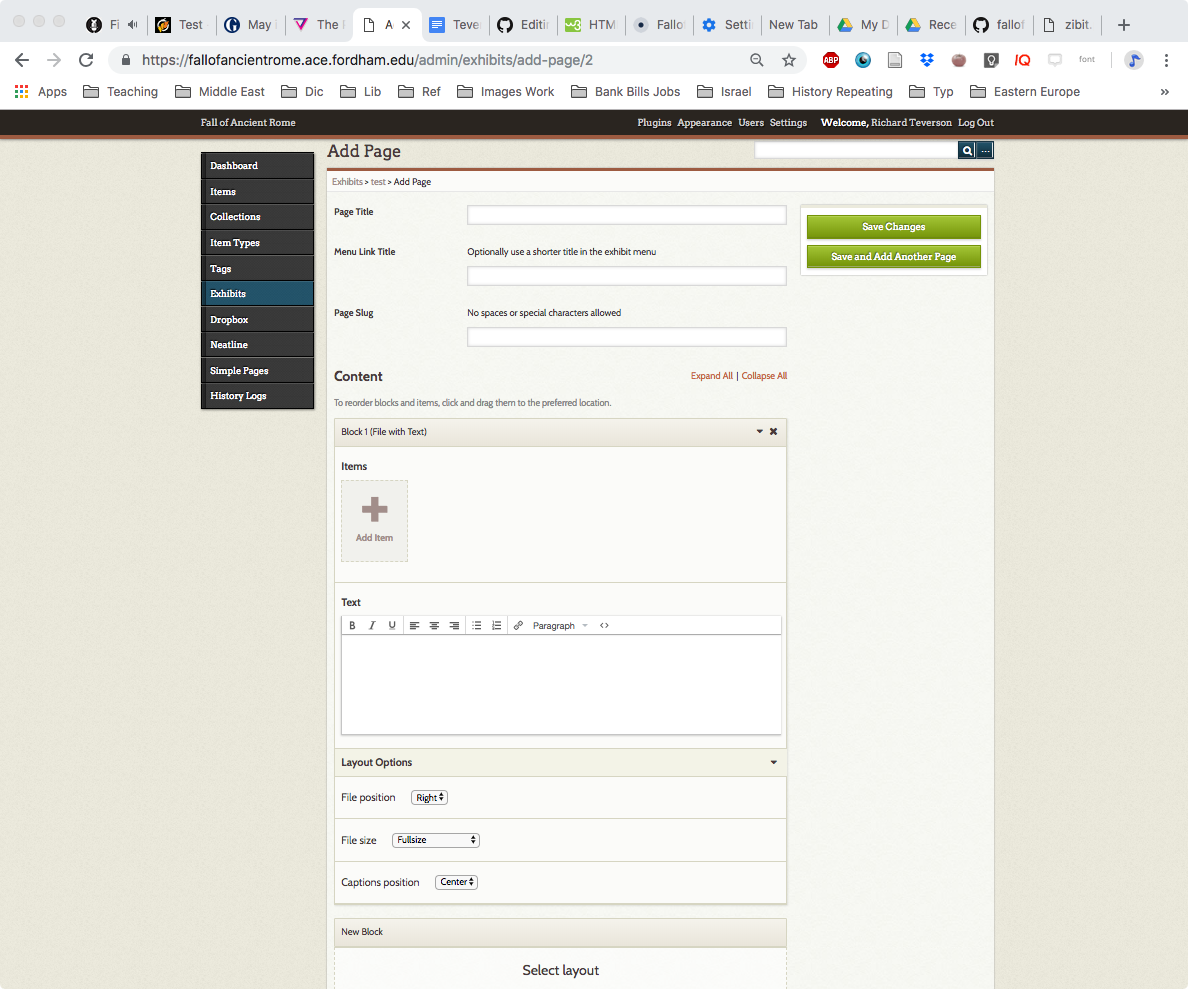 Fi Test May The A Teve Editin HTM Fallo Setti New Tab My D Rece fallof zibit.
https://fallofancientrome.ace.fordham.edu/admin/exhibits/add-page/2 ABP IQ font
Apps Teaching Middle East Dic Lib Ref Images Work Bank Bills Jobs Israel History Repeating Typ Eastern Europe »
Fall of Ancient Rome Plugins Appearance Users Settings Welcome, Richard Teverson Log Out
Add Page
Dashboard
Items
Collections
Item Types
Tags
Exhibits
Dropbox
Neatline
Simple Pages
History Logs
Exhibits > test > Add Page
Page Title
Menu Link Title Optionally use a shorter title in the exhibit menu
Page Slug No spaces or special characters allowed
Save Changes
Save and Add Another Page
Content Expand All | Collapse All
To reorder blocks and items, click and drag them to the preferred location.
Block 1 (File with Text)
Items
Add Item
Text
B I U Paragraph <>
Layout Options
File position Right
File size Fullsize
Captions position Center
New Block
Select layout